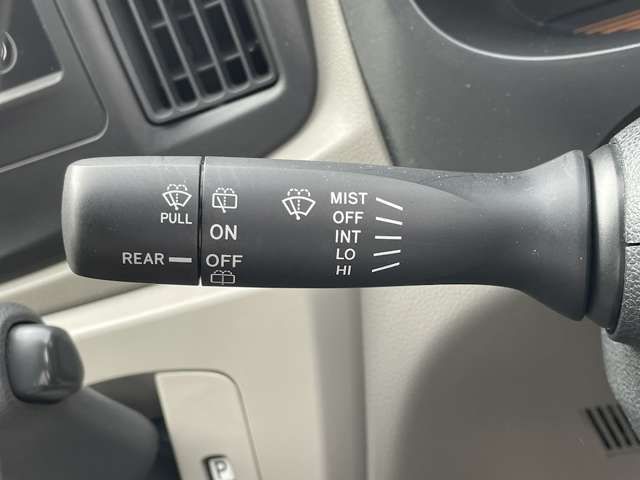 PULL
REAR
ON
OFF
MIST
OFF
INT
LO
HI
P